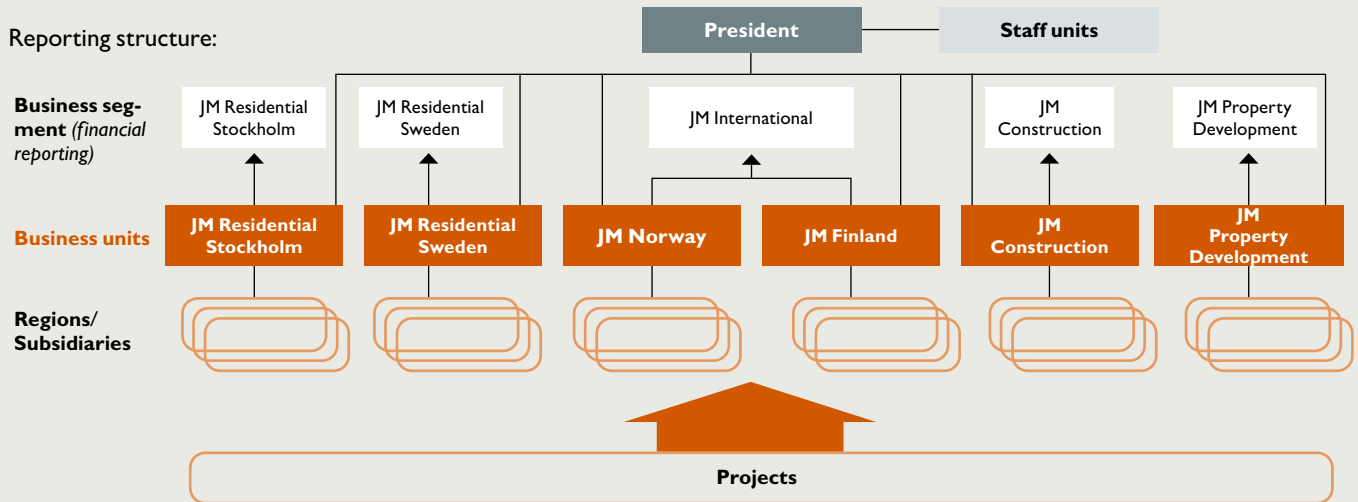 President
Staff units
Reporting structure:
Business seg-
ment (financial
reporting)
JM Residential
Stockholm
JM Residential
Sweden
JM International
JM
Construction
JM Property
Development
Business units
JM Residential
Stockholm
JM Residential
Sweden
JM Norway
JM Finland
JM
Construction
JM
Property
Development
Regions/
Subsidiaries
Projects